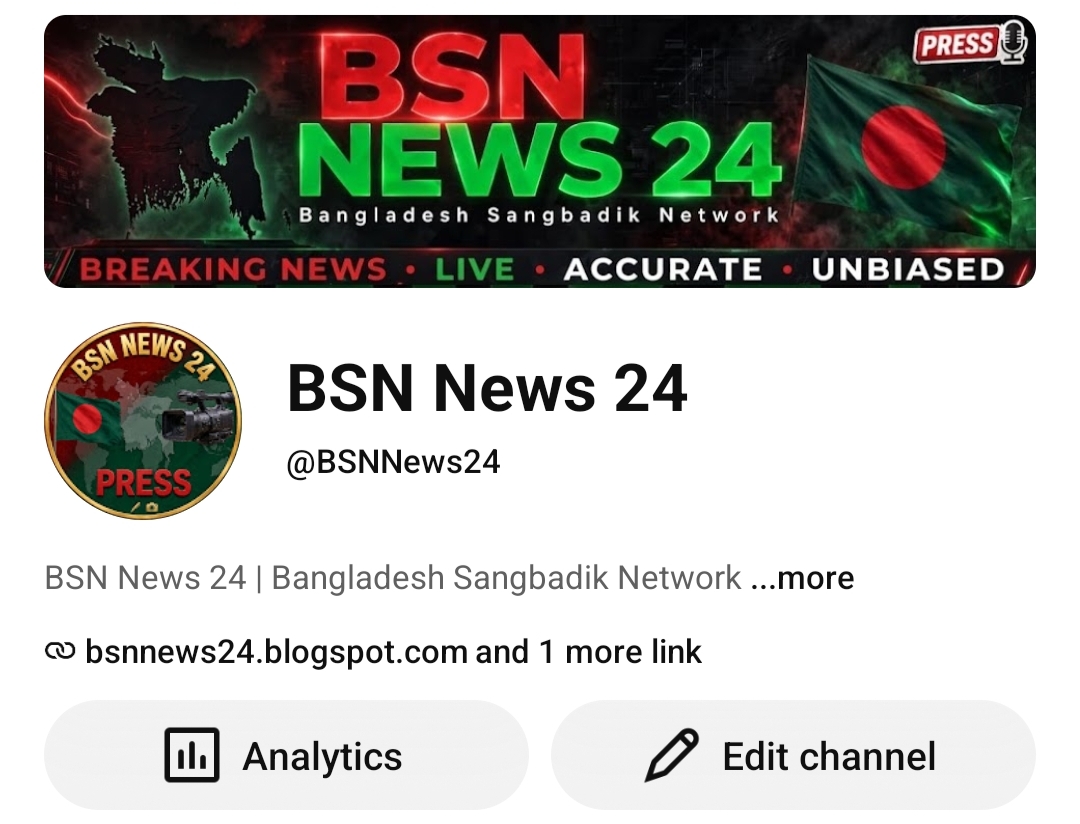 PRESS
BSN
NEWS 24
Bangladesh Sangbadik Network
BREAKING NEWS • LIVE • ACCURATE • UNBIASED
BSN NEWS 24
PRESS
BSN News 24
@BSNNews24
BSN News 24 | Bangladesh Sangbadik Network ...more
bsnnews24.blogspot.com and 1 more link
Analytics
Edit channel